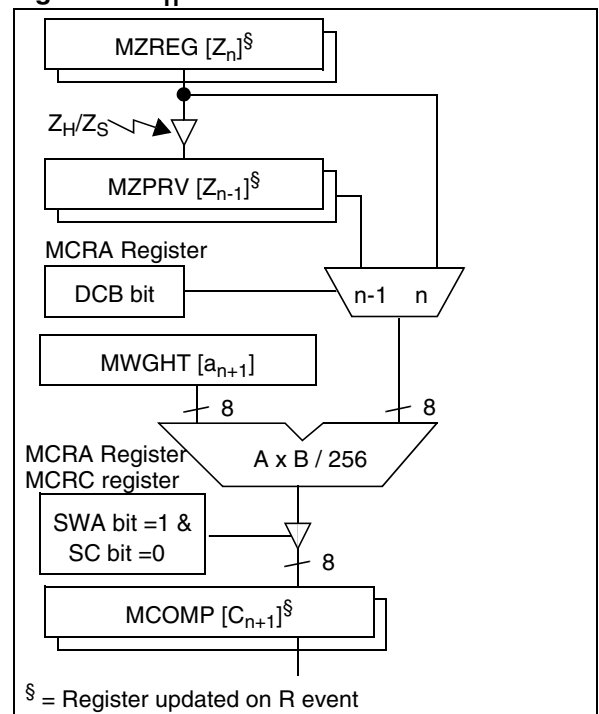 MZREG [Zn]§
ZH/ZS
MZPRV [Zn-1]§
MCRA Register
DCB bit
n-1 n
MWGHT [an+1]
8 8
MCRA Register
MCRC register
A x B / 256
SWA bit =1 &
SC bit =0
8
MCOMP [Cn+1]§
§ = Register updated on R event